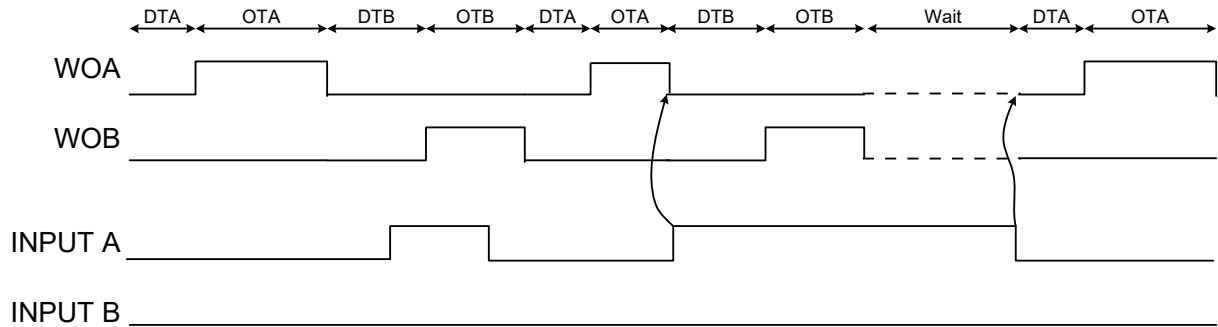 DTA OTA DTB OTB DTA OTA DTB OTB Wait DTA OTA
WOA
WOB
INPUT A
INPUT B